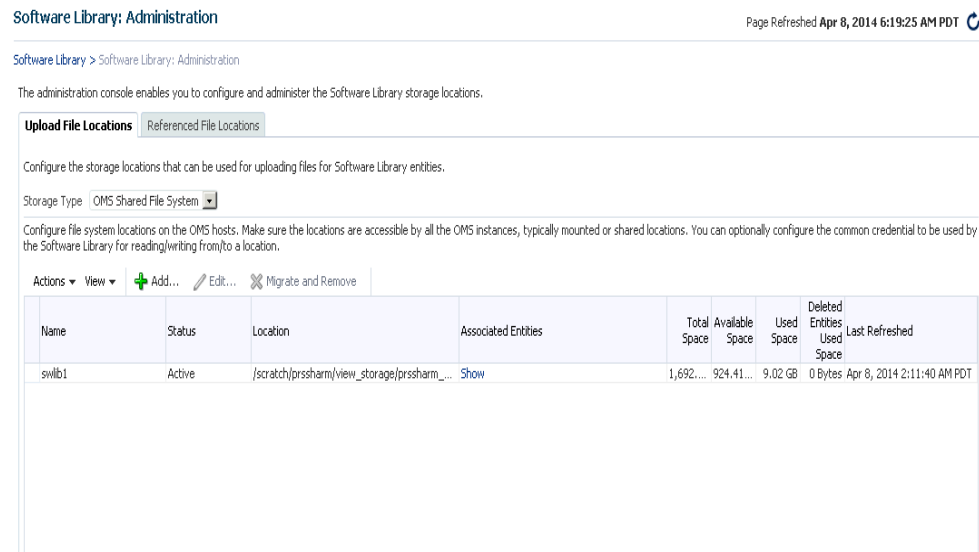 Software Library: Administration
Page Refreshed Apr 8, 2014 6:19:25 AM PDT
Software Library > Software Library: Administration
The administration console enables you to configure and administer the Software Library storage locations.
Upload File Locations Referenced File Locations
Configure the storage locations that can be used for uploading files for Software Library entities.
Storage Type OMS Shared File System
Configure file system locations on the OMS hosts. Make sure the locations are accessible by all the OMS instances, typically mounted or shared locations. You can optionally configure the common credential to be used by
the Software Library for reading/writing from/to a location.
Actions View Add... Edit... Migrate and Remove
Name Status Location Associated Entities Total Space Available Space Used Space Deleted Entities Used Space Last Refreshed
swlib1 Active /scratch/prssharm/view_storage/prssharm_... Show 1,692.... 924.41... 9.02 GB 0 Bytes Apr 8, 2014 2:11:40 AM PDT